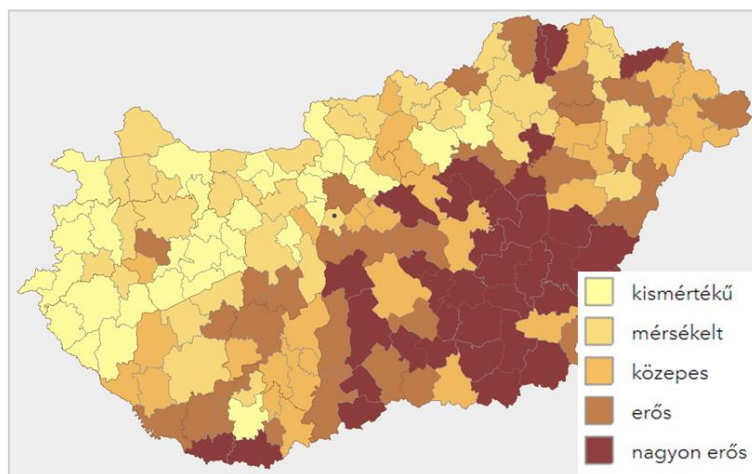 kismértékű
mérsékelt
közepes
erős
nagyon erős